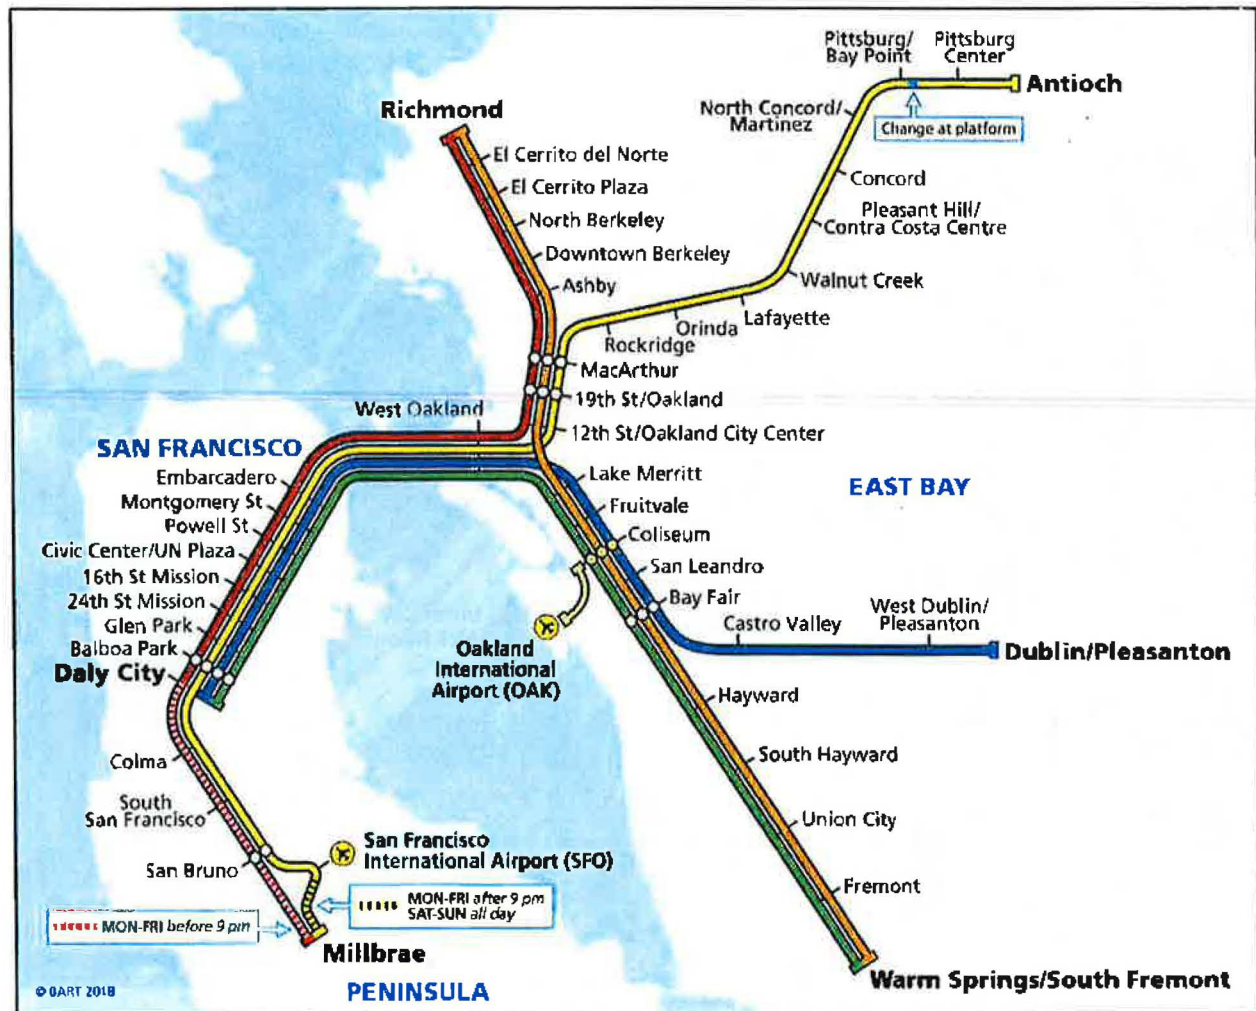 Pittsburg/
Bay Point
Pittsburg
Center
Antioch
Richmond
North Concord/
Martinez
Change at platform
El Cerrito del Norte
Concord
El Cerrito Plaza
Pleasant Hill/
Contra Costa Centre
North Berkeley
Downtown Berkeley
Walnut Creek
Ashby
Lafayette
Orinda
Rockridge
MacArthur
19th St/Oakland
West Oakland
12th St/Oakland City Center
SAN FRANCISCO
Embarcadero
Lake Merritt
EAST BAY
Montgomery St
Fruitvale
Powell St
Coliseum
Civic Center/UN Plaza
San Leandro
16th St Mission
24th St Mission
Bay Fair
Glen Park
Castro Valley
West Dublin/
Pleasanton
Balboa Park
Daly City
Oakland
International
Airport (OAK)
Dublin/Pleasanton
Hayward
Colma
South Hayward
South
San Francisco
Union City
San Francisco
International Airport (SFO)
San Bruno
Fremont
MON-FRI after 9 pm
SAT-SUN all day
MON-FRI before 9 pm
Millbrae
Warm Springs/South Fremont
© BART 2018
PENINSULA